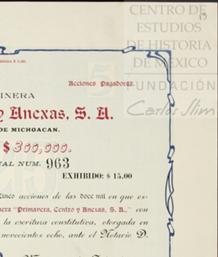 CENTRO DE
ESTUDIOS
DE HISTORIA
DE MÉXICO
FUNDACIÓN
Carlos Slim
Acciones Pagadoras.
INERA
y Anexas, S. A.
DE MICHOACAN.
$300,000.
AL NUM. 963
EXHIBIDO: $ 15,00
inco acciones de las doce mil en que es-
nera "Primavera, Centro y Anexas, S. A.," con
la escritura constitutiva, otorgada en
novecientos ocho, ante el Notario D.